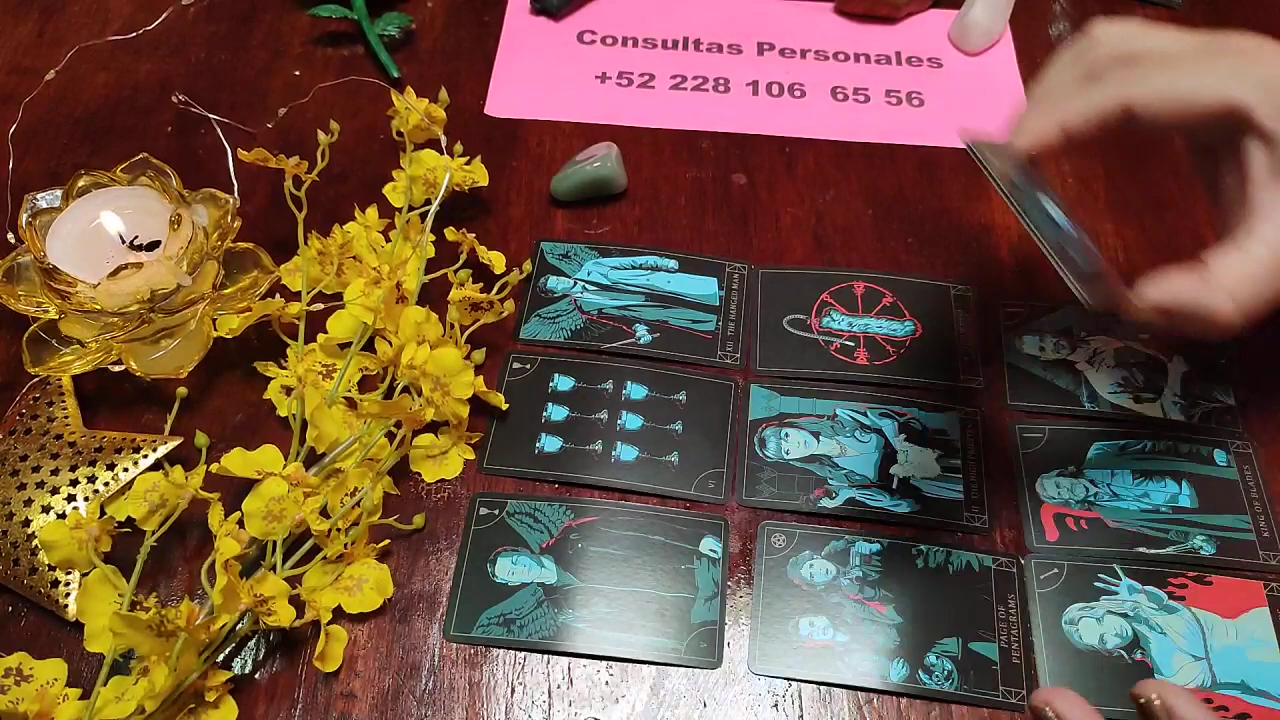 Consultas Personales
+52 228 106 65 56
XII · THE HANGED MAN
VI
II · THE HIGH PRIESTESS
KING OF BLADES
V
PAGE OF
PENTAGRAMS